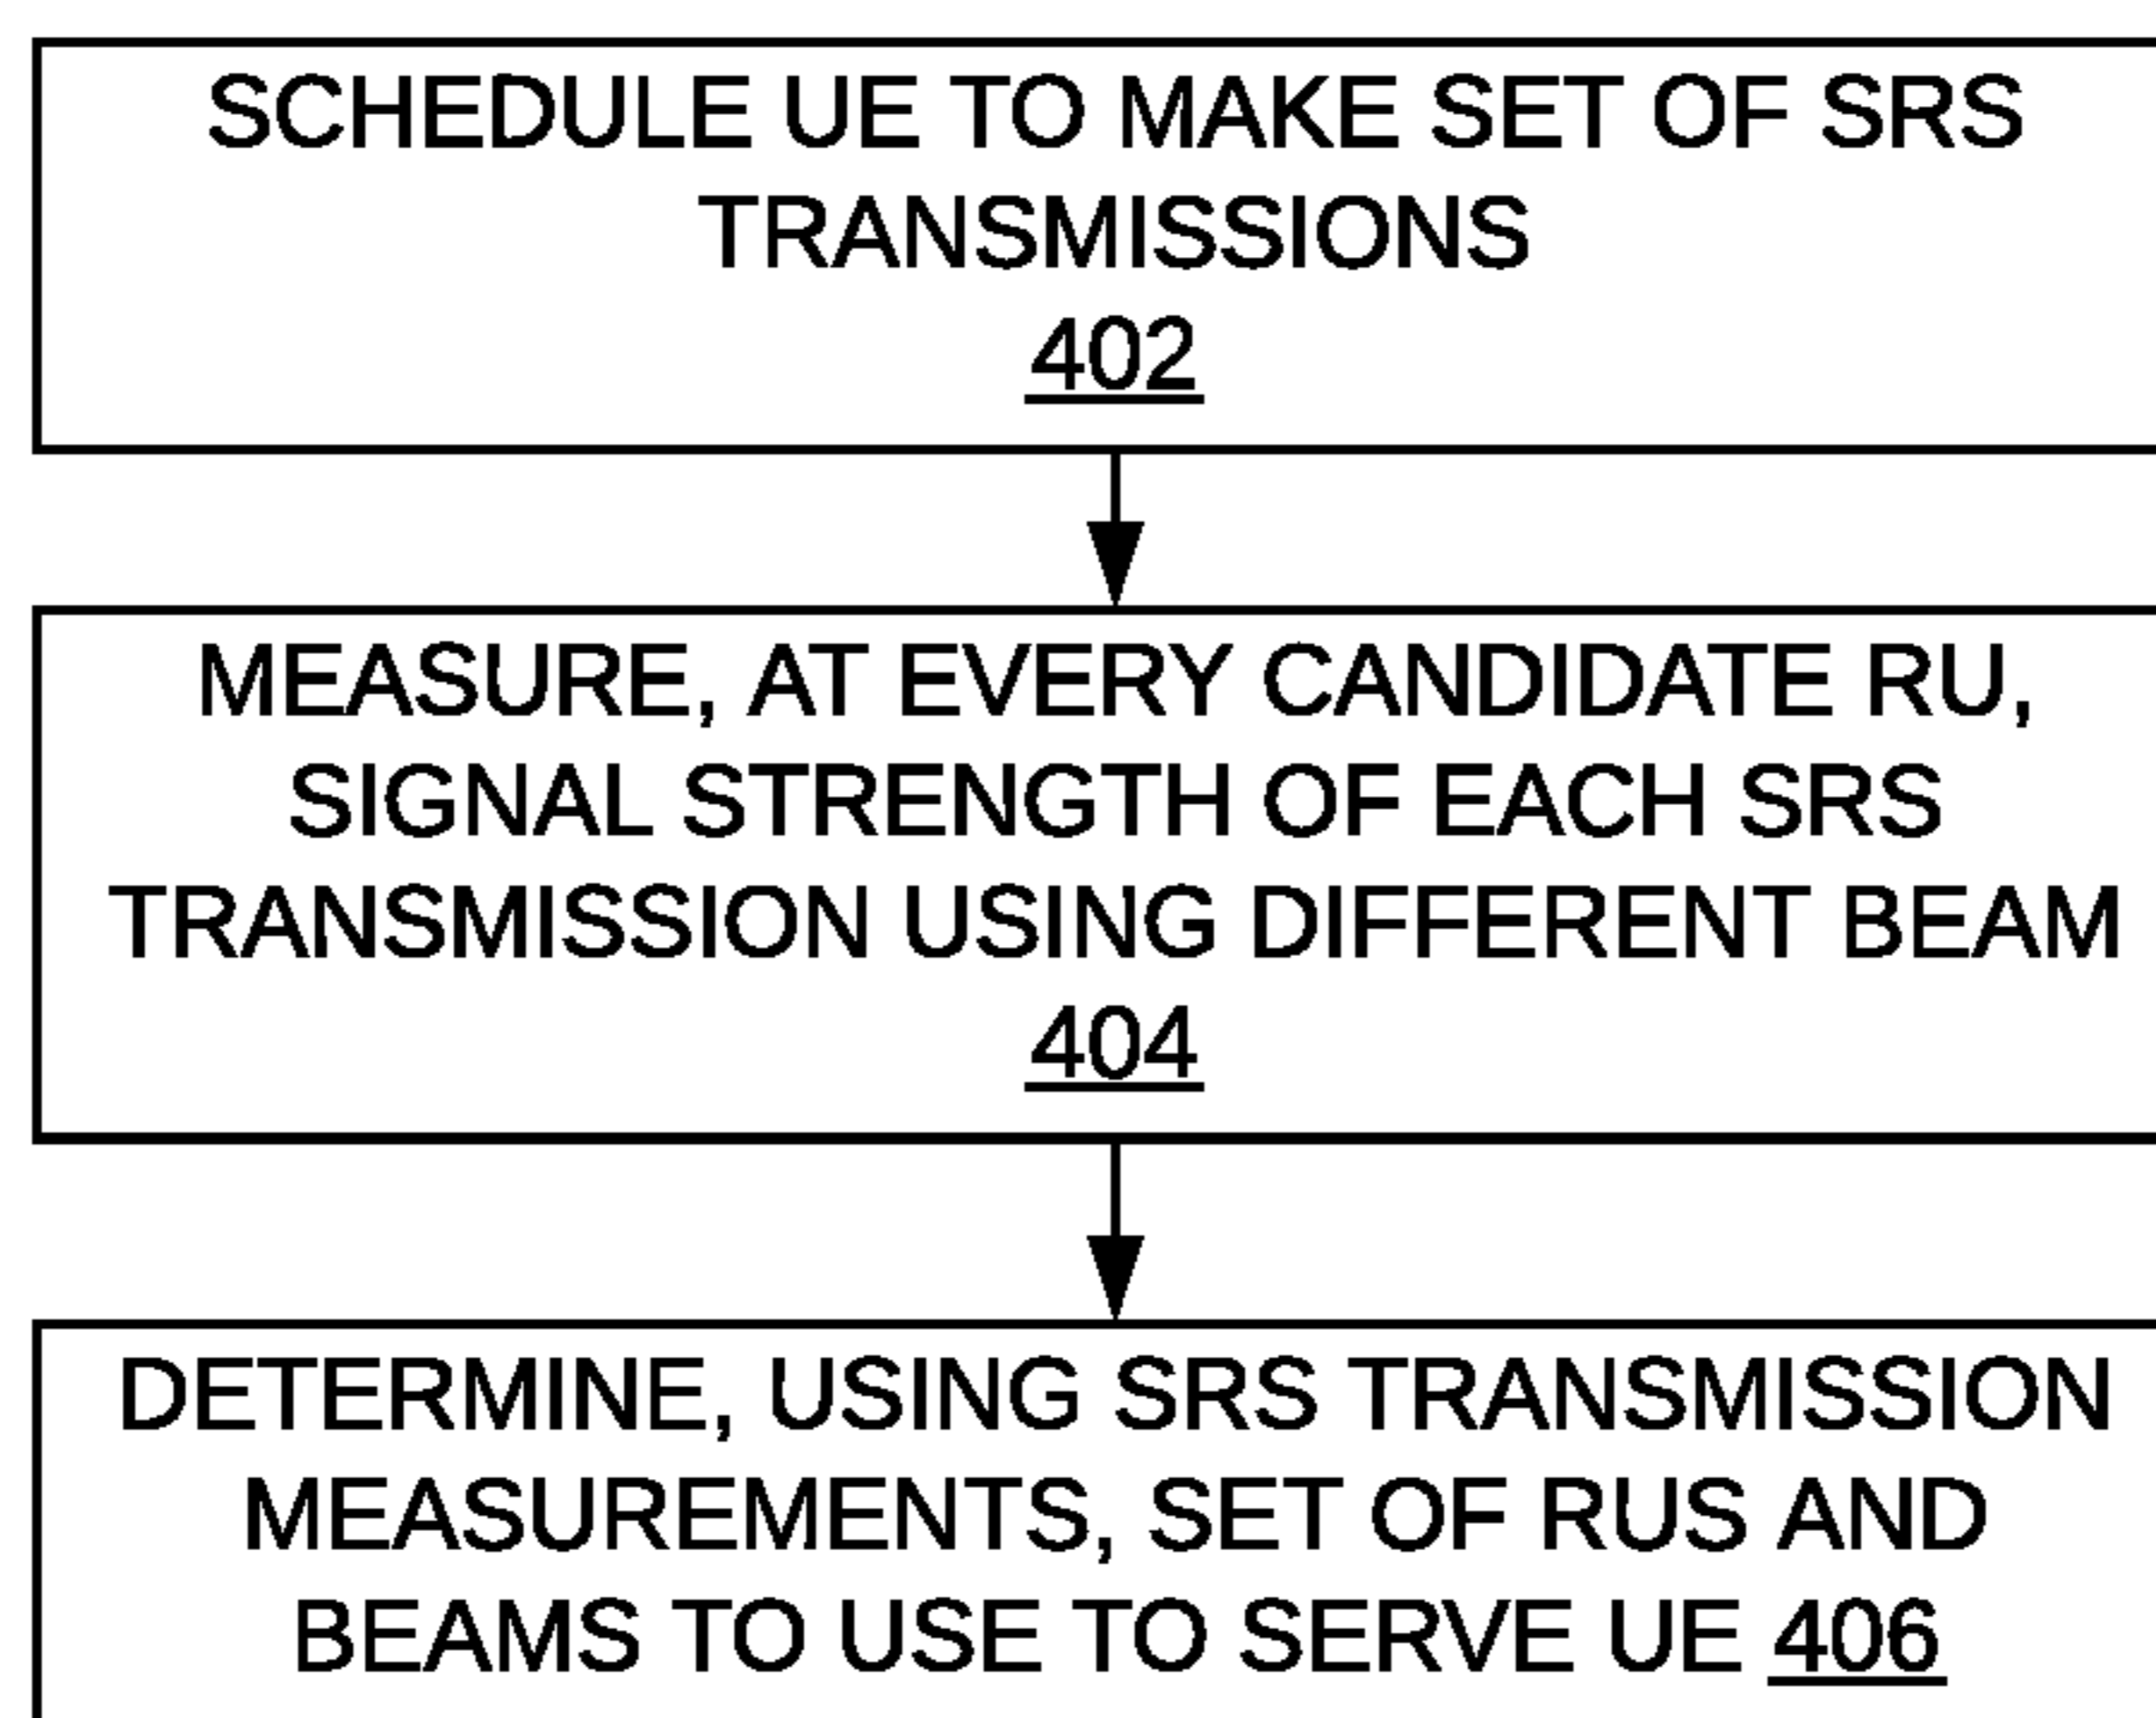 SCHEDULE UE TO MAKE SET OF SRS
TRANSMISSIONS
402
MEASURE, AT EVERY CANDIDATE RU,
SIGNAL STRENGTH OF EACH SRS
TRANSMISSION USING DIFFERENT BEAM
404
DETERMINE, USING SRS TRANSMISSION
MEASUREMENTS, SET OF RUS AND
BEAMS TO USE TO SERVE UE 406